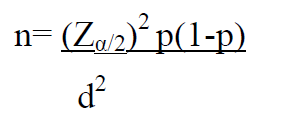 n= (Zα/2)² p(1-p)
d²